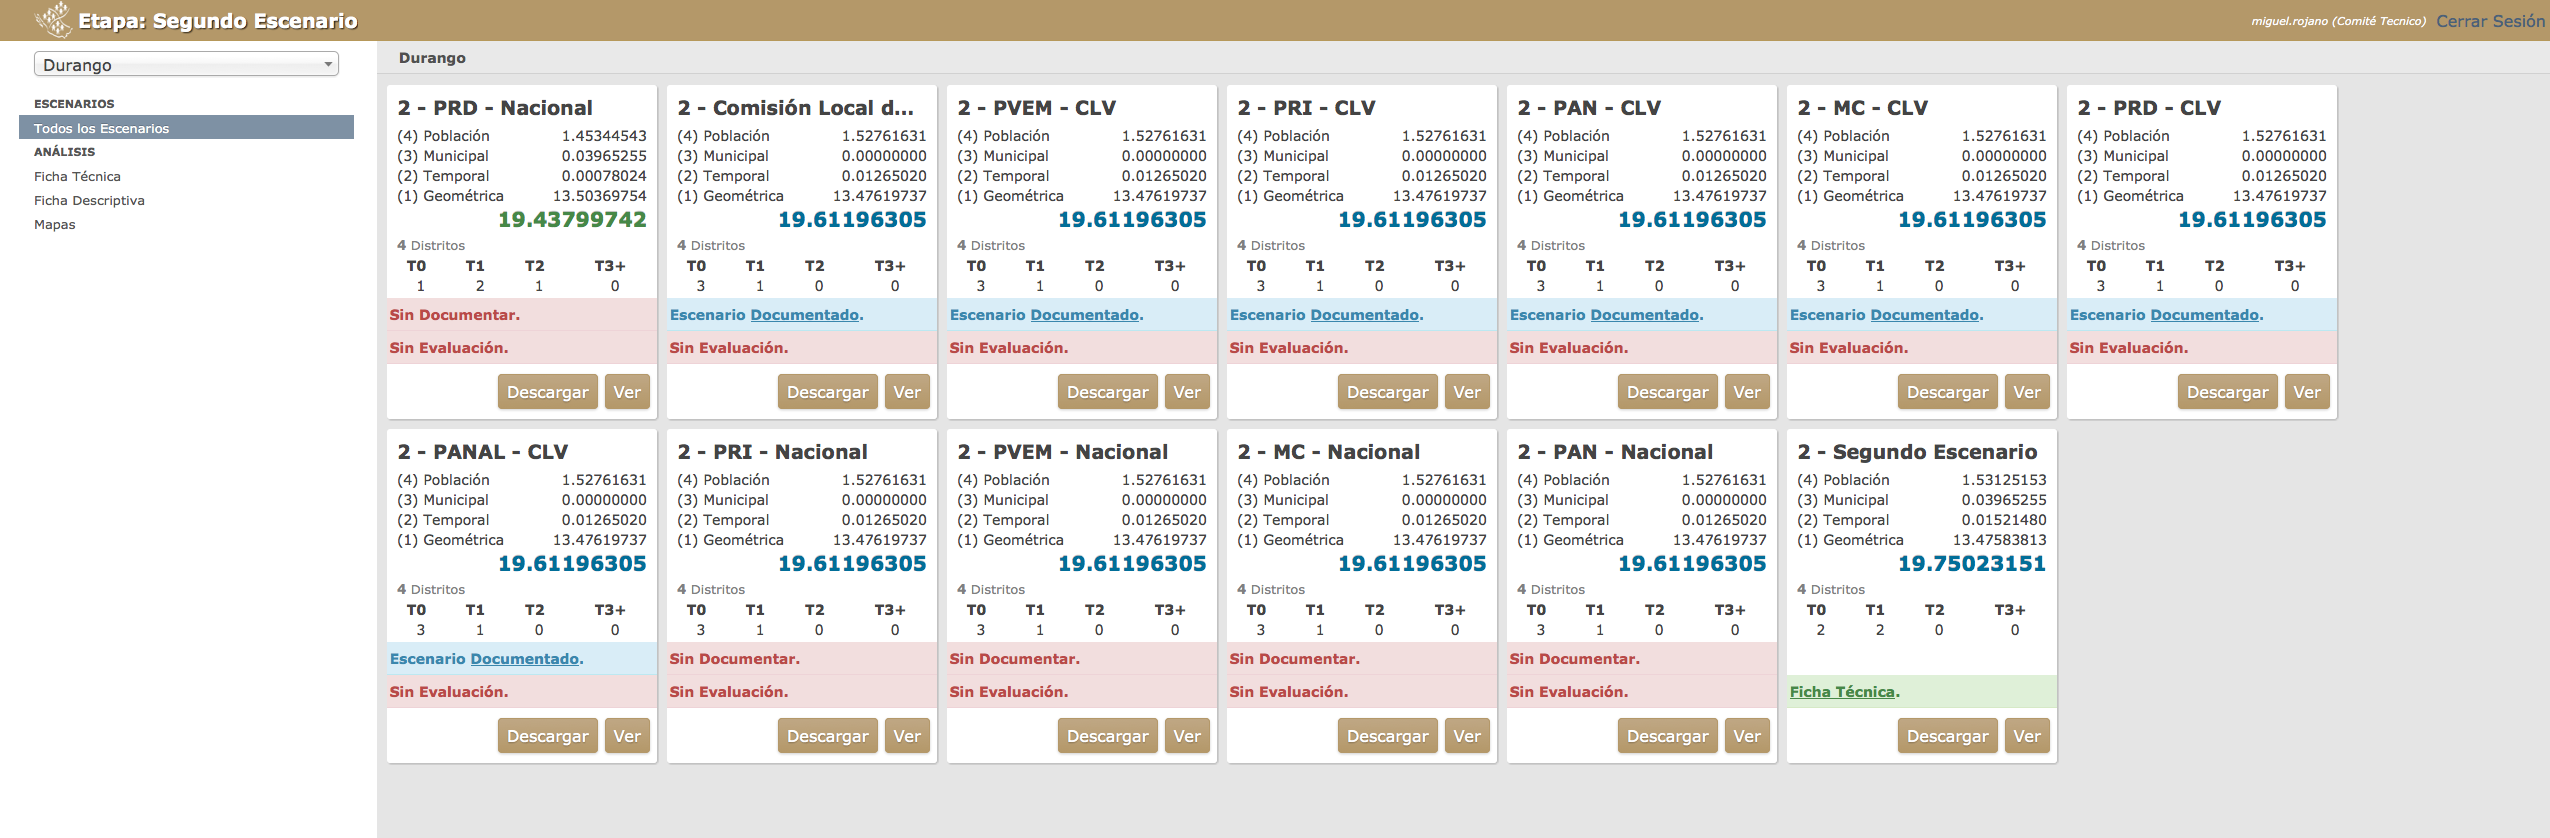 Etapa: Segundo Escenario
miguel.rojano (Comité Tecnico) Cerrar Sesión
Durango
ESCENARIOS
Todos los Escenarios
ANÁLISIS
Ficha Técnica
Ficha Descriptiva
Mapas
Durango
2 - PRD - Nacional
(4) Población 1.45344543
(3) Municipal 0.03965255
(2) Temporal 0.00078024
(1) Geométrica 13.50369754
19.43799742
4 Distritos
T0 T1 T2 T3+
1 2 1 0
Sin Documentar.
Sin Evaluación.
Descargar Ver
2 - Comisión Local d...
(4) Población 1.52761631
(3) Municipal 0.00000000
(2) Temporal 0.01265020
(1) Geométrica 13.47619737
19.61196305
4 Distritos
T0 T1 T2 T3+
3 1 0 0
Escenario Documentado.
Sin Evaluación.
Descargar Ver
2 - PVEM - CLV
(4) Población 1.52761631
(3) Municipal 0.00000000
(2) Temporal 0.01265020
(1) Geométrica 13.47619737
19.61196305
4 Distritos
T0 T1 T2 T3+
3 1 0 0
Escenario Documentado.
Sin Evaluación.
Descargar Ver
2 - PRI - CLV
(4) Población 1.52761631
(3) Municipal 0.00000000
(2) Temporal 0.01265020
(1) Geométrica 13.47619737
19.61196305
4 Distritos
T0 T1 T2 T3+
3 1 0 0
Escenario Documentado.
Sin Evaluación.
Descargar Ver
2 - PAN - CLV
(4) Población 1.52761631
(3) Municipal 0.00000000
(2) Temporal 0.01265020
(1) Geométrica 13.47619737
19.61196305
4 Distritos
T0 T1 T2 T3+
3 1 0 0
Escenario Documentado.
Sin Evaluación.
Descargar Ver
2 - MC - CLV
(4) Población 1.52761631
(3) Municipal 0.00000000
(2) Temporal 0.01265020
(1) Geométrica 13.47619737
19.61196305
4 Distritos
T0 T1 T2 T3+
3 1 0 0
Escenario Documentado.
Sin Evaluación.
Descargar Ver
2 - PRD - CLV
(4) Población 1.52761631
(3) Municipal 0.00000000
(2) Temporal 0.01265020
(1) Geométrica 13.47619737
19.61196305
4 Distritos
T0 T1 T2 T3+
3 1 0 0
Escenario Documentado.
Sin Evaluación.
Descargar Ver
2 - PANAL - CLV
(4) Población 1.52761631
(3) Municipal 0.00000000
(2) Temporal 0.01265020
(1) Geométrica 13.47619737
19.61196305
4 Distritos
T0 T1 T2 T3+
3 1 0 0
Escenario Documentado.
Sin Evaluación.
Descargar Ver
2 - PRI - Nacional
(4) Población 1.52761631
(3) Municipal 0.00000000
(2) Temporal 0.01265020
(1) Geométrica 13.47619737
19.61196305
4 Distritos
T0 T1 T2 T3+
3 1 0 0
Sin Documentar.
Sin Evaluación.
Descargar Ver
2 - PVEM - Nacional
(4) Población 1.52761631
(3) Municipal 0.00000000
(2) Temporal 0.01265020
(1) Geométrica 13.47619737
19.61196305
4 Distritos
T0 T1 T2 T3+
3 1 0 0
Sin Documentar.
Sin Evaluación.
Descargar Ver
2 - MC - Nacional
(4) Población 1.52761631
(3) Municipal 0.00000000
(2) Temporal 0.01265020
(1) Geométrica 13.47619737
19.61196305
4 Distritos
T0 T1 T2 T3+
3 1 0 0
Sin Documentar.
Sin Evaluación.
Descargar Ver
2 - PAN - Nacional
(4) Población 1.52761631
(3) Municipal 0.00000000
(2) Temporal 0.01265020
(1) Geométrica 13.47619737
19.61196305
4 Distritos
T0 T1 T2 T3+
3 1 0 0
Sin Documentar.
Sin Evaluación.
Descargar Ver
2 - Segundo Escenario
(4) Población 1.53125153
(3) Municipal 0.03965255
(2) Temporal 0.01521480
(1) Geométrica 13.47583813
19.75023151
4 Distritos
T0 T1 T2 T3+
2 2 0 0
Ficha Técnica.
Descargar Ver